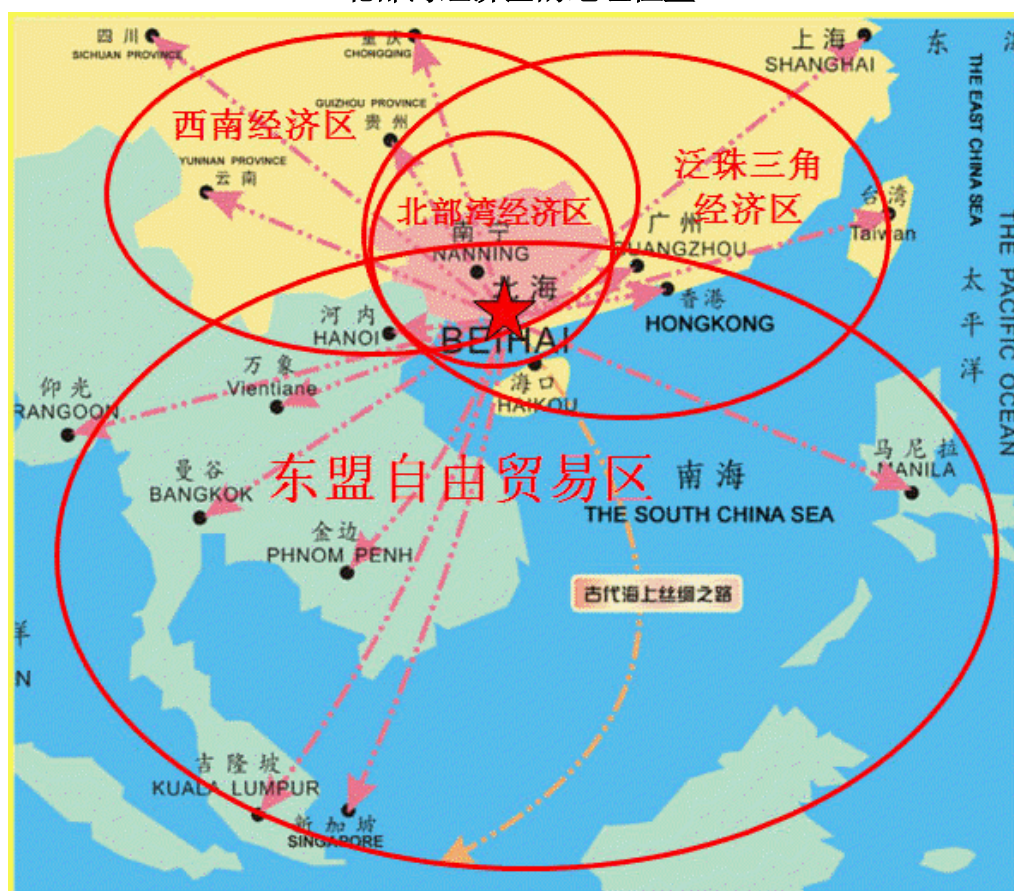 四川
SICHUAN PROVINCE
重庆
CHONGQING
上海
SHANGHAI
东
THE EAST CHINA SEA
GUIZHOU PROVINCE
贵州
西南经济区
YUNNAN PROVINCE
云南
泛珠三角
经济区
台湾
Taiwan
北部湾经济区
南宁
NANNING
广州
GUANGZHOU
THE PACIFIC OCEAN
太平洋
北海
BEIHAI
香港
HONGKONG
河内
HANOI
万象
Vientiane
海口
HAIKOU
仰光
RANGOON
曼谷
BANGKOK
东盟自由贸易区
南海
THE SOUTH CHINA SEA
马尼拉
MANILA
金边
PHNOM PENH
古代海上丝绸之路
洋
N
吉隆坡
KUALA LUMPUR
新加坡
SINGAPORE